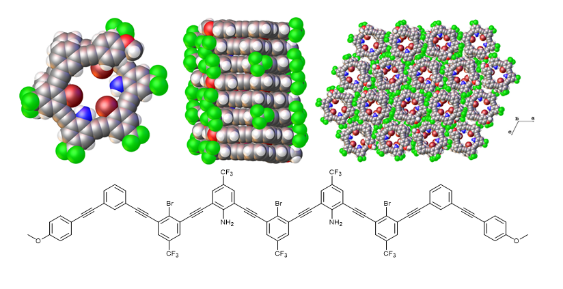 CF₃ CF₃
Br Br Br
NH₂ NH₂
O O
CF₃ CF₃ CF₃